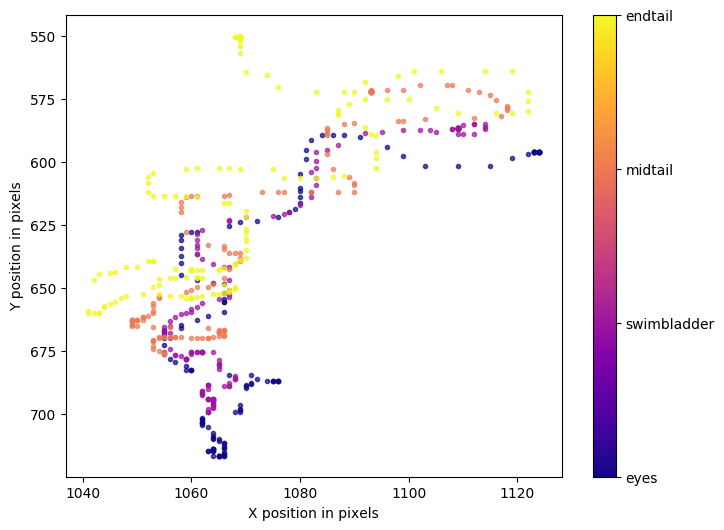 550
575
600
625
650
675
700
Y position in pixels
1040
1060
1080
1100
1120
X position in pixels
endtail
midtail
swimbladder
eyes